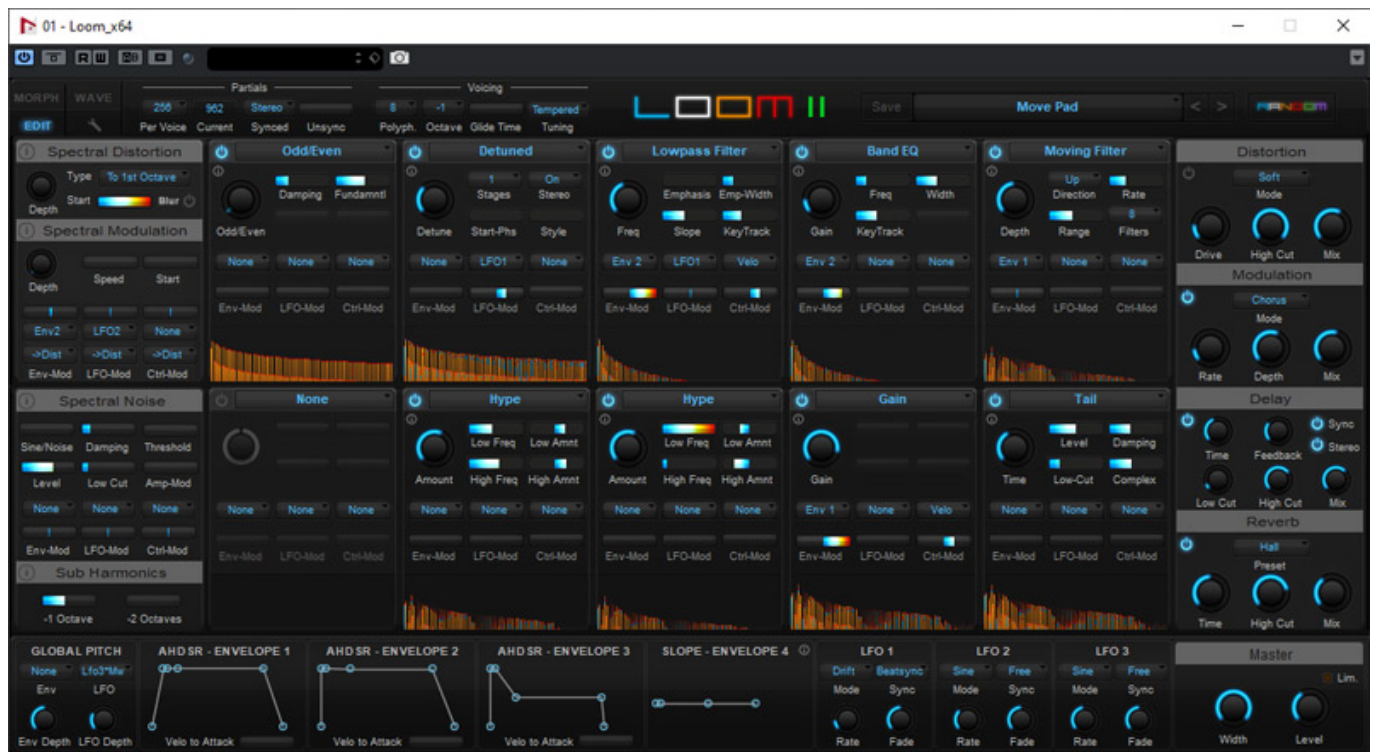 01 - Loom_x64
R W AB
Partials Voicing
MORPH WAVE 256 962 Stereo 8 -1 Tempered LOOM II Save Move Pad < > RANDOM
EDIT Per Voice Current Synced Unsync Polyph. Octave Glide Time Tuning
Spectral Distortion
Type To 1st Octave
Start Blur
Depth
Spectral Modulation
Depth Speed Start
Env2 LFO2 None
->Dist ->Dist ->Dist
Env-Mod LFO-Mod Ctrl-Mod
Odd/Even
Damping Fundamntl
Odd/Even
None None None
Env-Mod LFO-Mod Ctrl-Mod
Detuned
1 On
Stages Stereo
Detune Start-Phs Style
None LFO1 None
Env-Mod LFO-Mod Ctrl-Mod
Lowpass Filter
Emphasis Emp-Width
Freq Slope KeyTrack
Env 2 LFO1 Velo
Env-Mod LFO-Mod Ctrl-Mod
Band EQ
Freq Width
Gain KeyTrack
Env 2 None None
Env-Mod LFO-Mod Ctrl-Mod
Moving Filter
Up
Direction Rate
8
Depth Range Filters
Env 1 None None
Env-Mod LFO-Mod Ctrl-Mod
Distortion
Soft
Mode
Drive High Cut Mix
Modulation
Chorus
Mode
Rate Depth Mix
Spectral Noise
Sine/Noise Damping Threshold
Level Low Cut Amp-Mod
None None None
Env-Mod LFO-Mod Ctrl-Mod
Sub Harmonics
-1 Octave -2 Octaves
None
None None None
Env-Mod LFO-Mod Ctrl-Mod
Hype
Low Freq Low Amnt
Amount High Freq High Amnt
None None None
Env-Mod LFO-Mod Ctrl-Mod
Hype
Low Freq Low Amnt
Amount High Freq High Amnt
None None None
Env-Mod LFO-Mod Ctrl-Mod
Gain
Gain
Env 1 None Velo
Env-Mod LFO-Mod Ctrl-Mod
Tail
Level Damping
Time Low-Cut Complex
None None None
Env-Mod LFO-Mod Ctrl-Mod
Delay
Sync
Stereo
Time Feedback
Low Cut High Cut Mix
Reverb
Hall
Preset
Time High Cut Mix
GLOBAL PITCH
None Lfo3*Mw
Env LFO
Env Depth LFO Depth
AHDSR - ENVELOPE 1
Velo to Attack
AHDSR - ENVELOPE 2
Velo to Attack
AHDSR - ENVELOPE 3
Velo to Attack
SLOPE - ENVELOPE 4
LFO 1
Drift Beatsync
Mode Sync
Rate Fade
LFO 2
Sine Free
Mode Sync
Rate Fade
LFO 3
Sine Free
Mode Sync
Rate Fade
Master
Lim.
Width Level